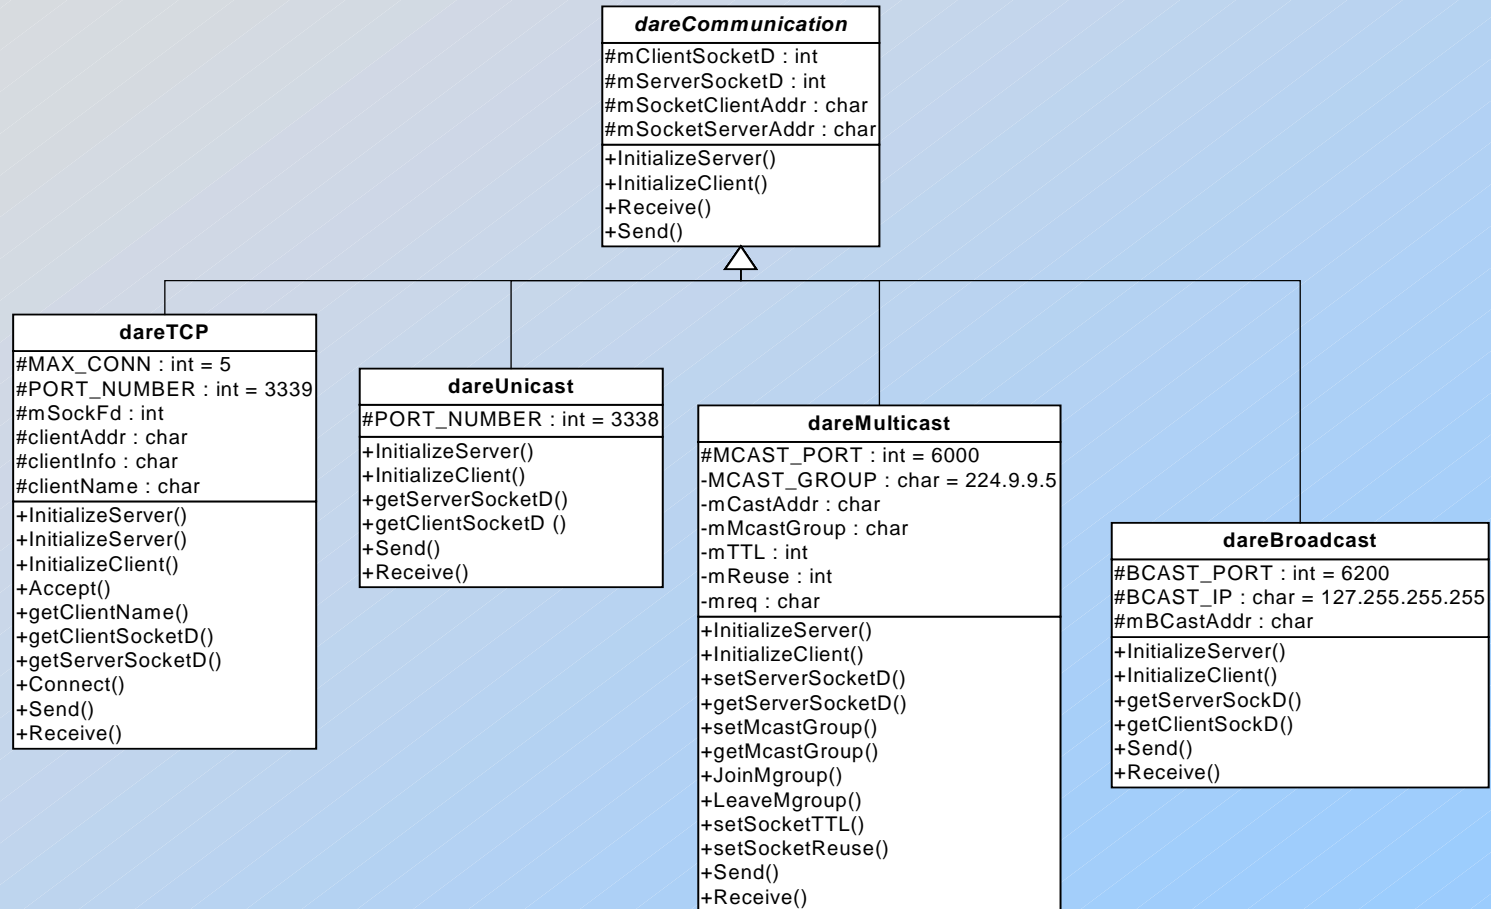 dareCommunication
#mClientSocketD : int
#mServerSocketD : int
#mSocketClientAddr : char
#mSocketServerAddr : char
+InitializeServer()
+InitializeClient()
+Receive()
+Send()
dareTCP
#MAX_CONN : int = 5
#PORT_NUMBER : int = 3339
#mSockFd : int
#clientAddr : char
#clientInfo : char
#clientName : char
+InitializeServer()
+InitializeServer()
+InitializeClient()
+Accept()
+getClientName()
+getClientSocketD()
+getServerSocketD()
+Connect()
+Send()
+Receive()
dareUnicast
#PORT_NUMBER : int = 3338
+InitializeServer()
+InitializeClient()
+getServerSocketD()
+getClientSocketD ()
+Send()
+Receive()
dareMulticast
#MCAST_PORT : int = 6000
-MCAST_GROUP : char = 224.9.9.5
-mCastAddr : char
-mMcastGroup : char
-mTTL : int
-mReuse : int
-mreq : char
+InitializeServer()
+InitializeClient()
+setServerSocketD()
+getServerSocketD()
+setMcastGroup()
+getMcastGroup()
+JoinMgroup()
+LeaveMgroup()
+setSocketTTL()
+setSocketReuse()
+Send()
+Receive()
dareBroadcast
#BCAST_PORT : int = 6200
#BCAST_IP : char = 127.255.255.255
#mBCastAddr : char
+InitializeServer()
+InitializeClient()
+getServerSockD()
+getClientSockD()
+Send()
+Receive()